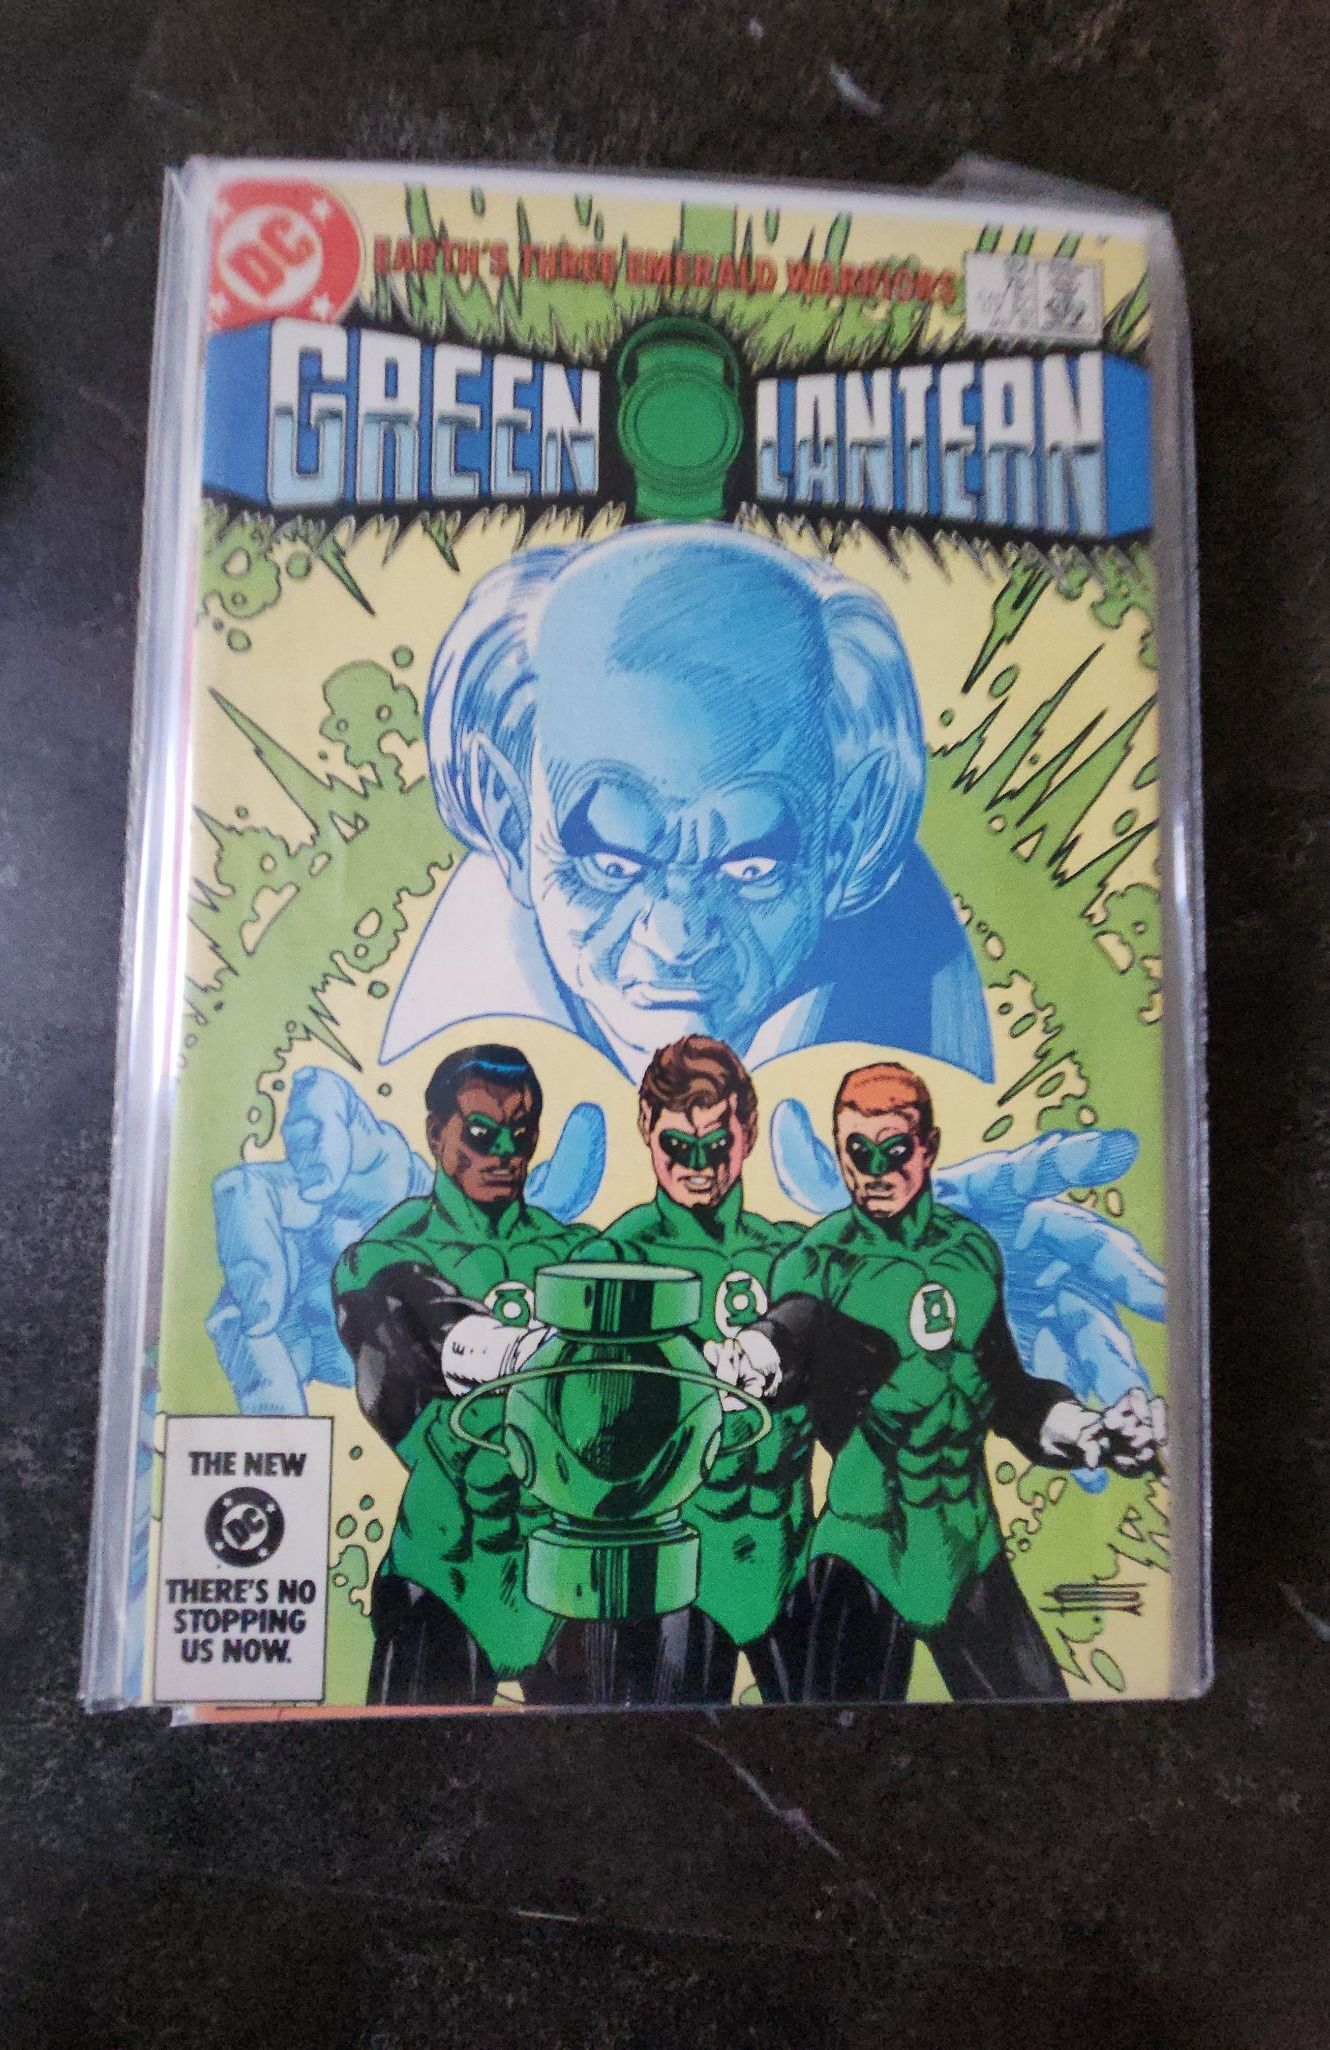 DC
EARTH'S THREE EMERALD WARRIORS
GREEN LANTERN
THE NEW
DC
THERE'S NO
STOPPING
US NOW.